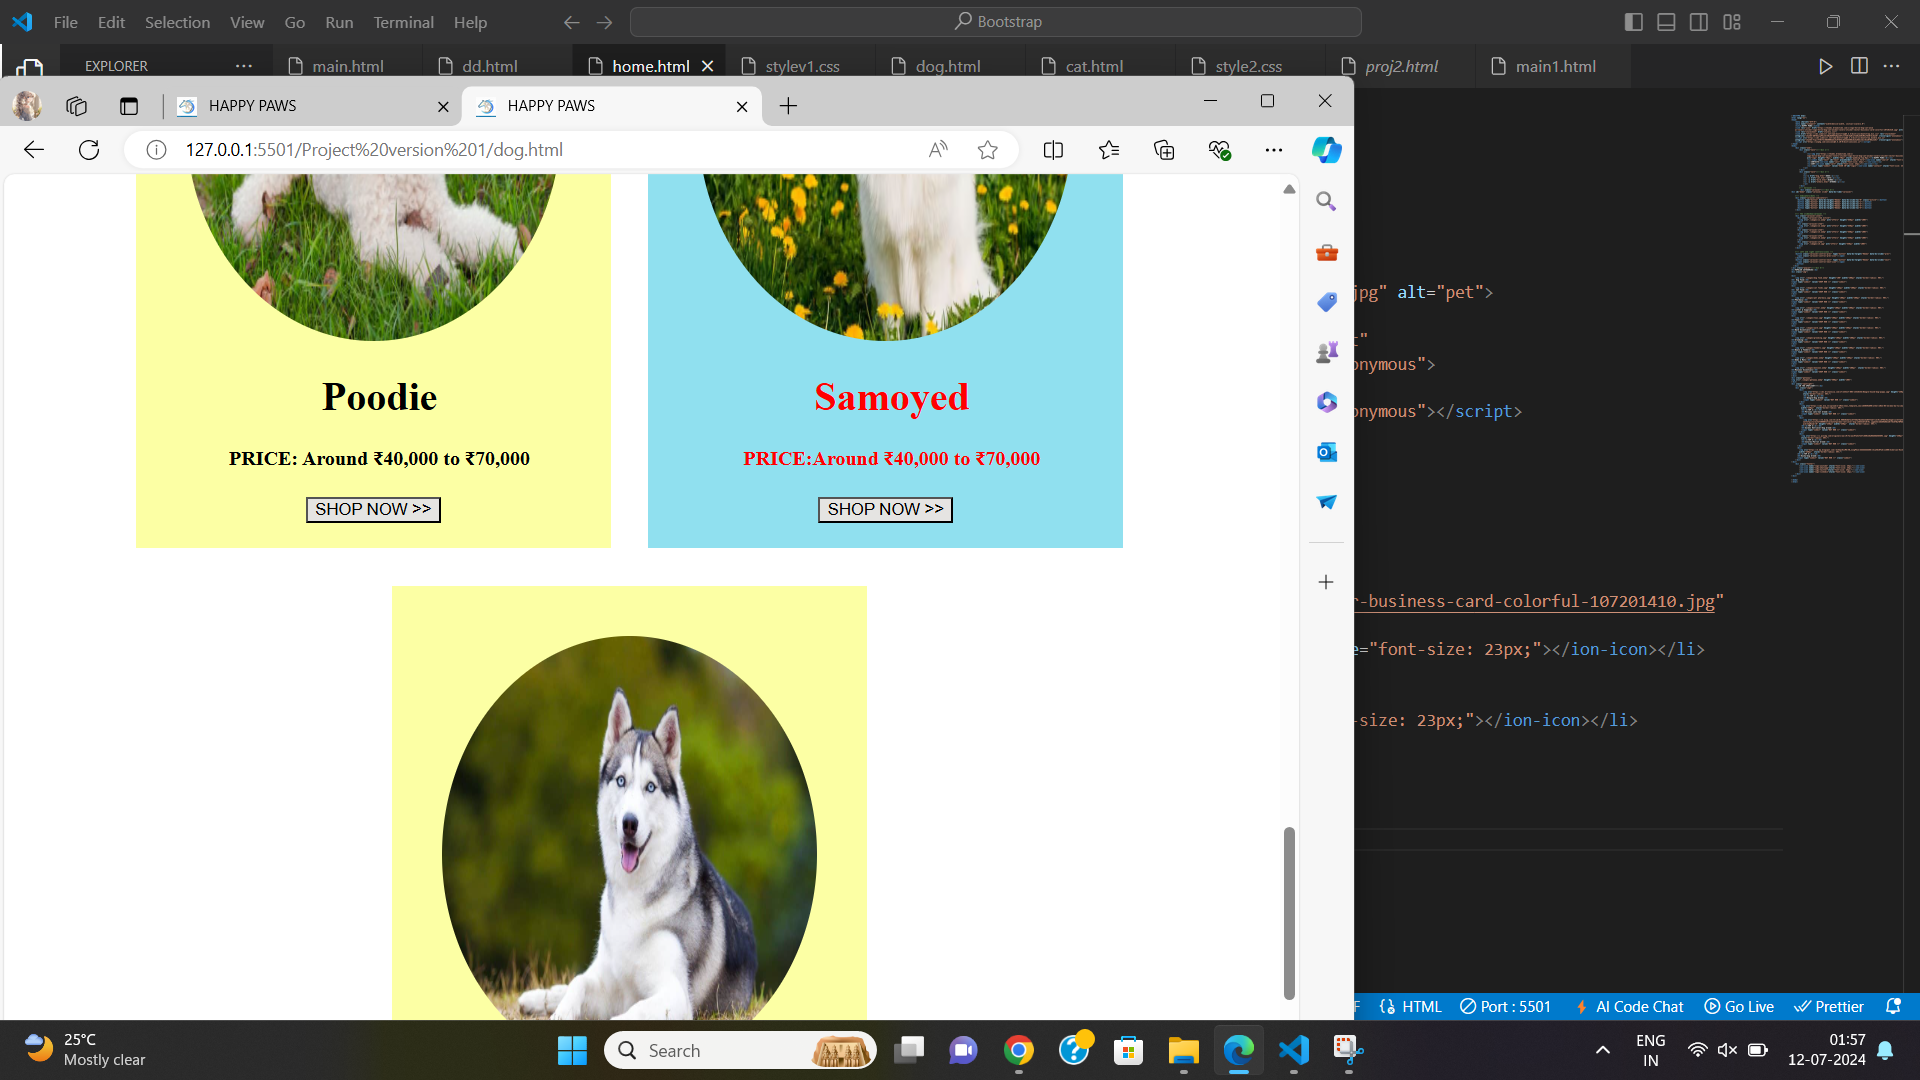 File Edit Selection View Go Run Terminal Help
Bootstrap
EXPLORER
main.html
dd.html
home.html
stylev1.css
dog.html
cat.html
style2.css
proj2.html
main1.html
HAPPY PAWS
HAPPY PAWS
127.0.0.1:5501/Project%20version%201/dog.html
jpg" alt="pet">
"
onymous">
onymous"></script>
r-business-card-colorful-107201410.jpg"
e="font-size: 23px;"></ion-icon></li>
-size: 23px;"></ion-icon></li>
Poodie
PRICE: Around ₹40,000 to ₹70,000
SHOP NOW >>
Samoyed
PRICE:Around ₹40,000 to ₹70,000
SHOP NOW >>
F HTML Port : 5501 AI Code Chat Go Live Prettier
25°C
Mostly clear
Search
ENG
IN
01:57
12-07-2024